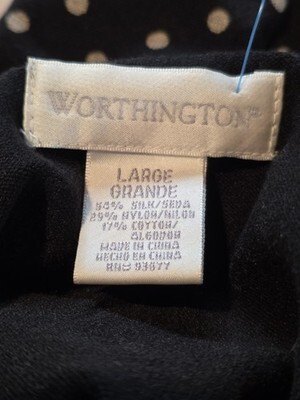 WORTHINGTON
LARGE
GRANDE
54% SILK/SEDA
29% NYLON/NILON
17% COTTON/
ALGODON
MADE IN CHINA
HECHO EN CHINA
RN# 93677